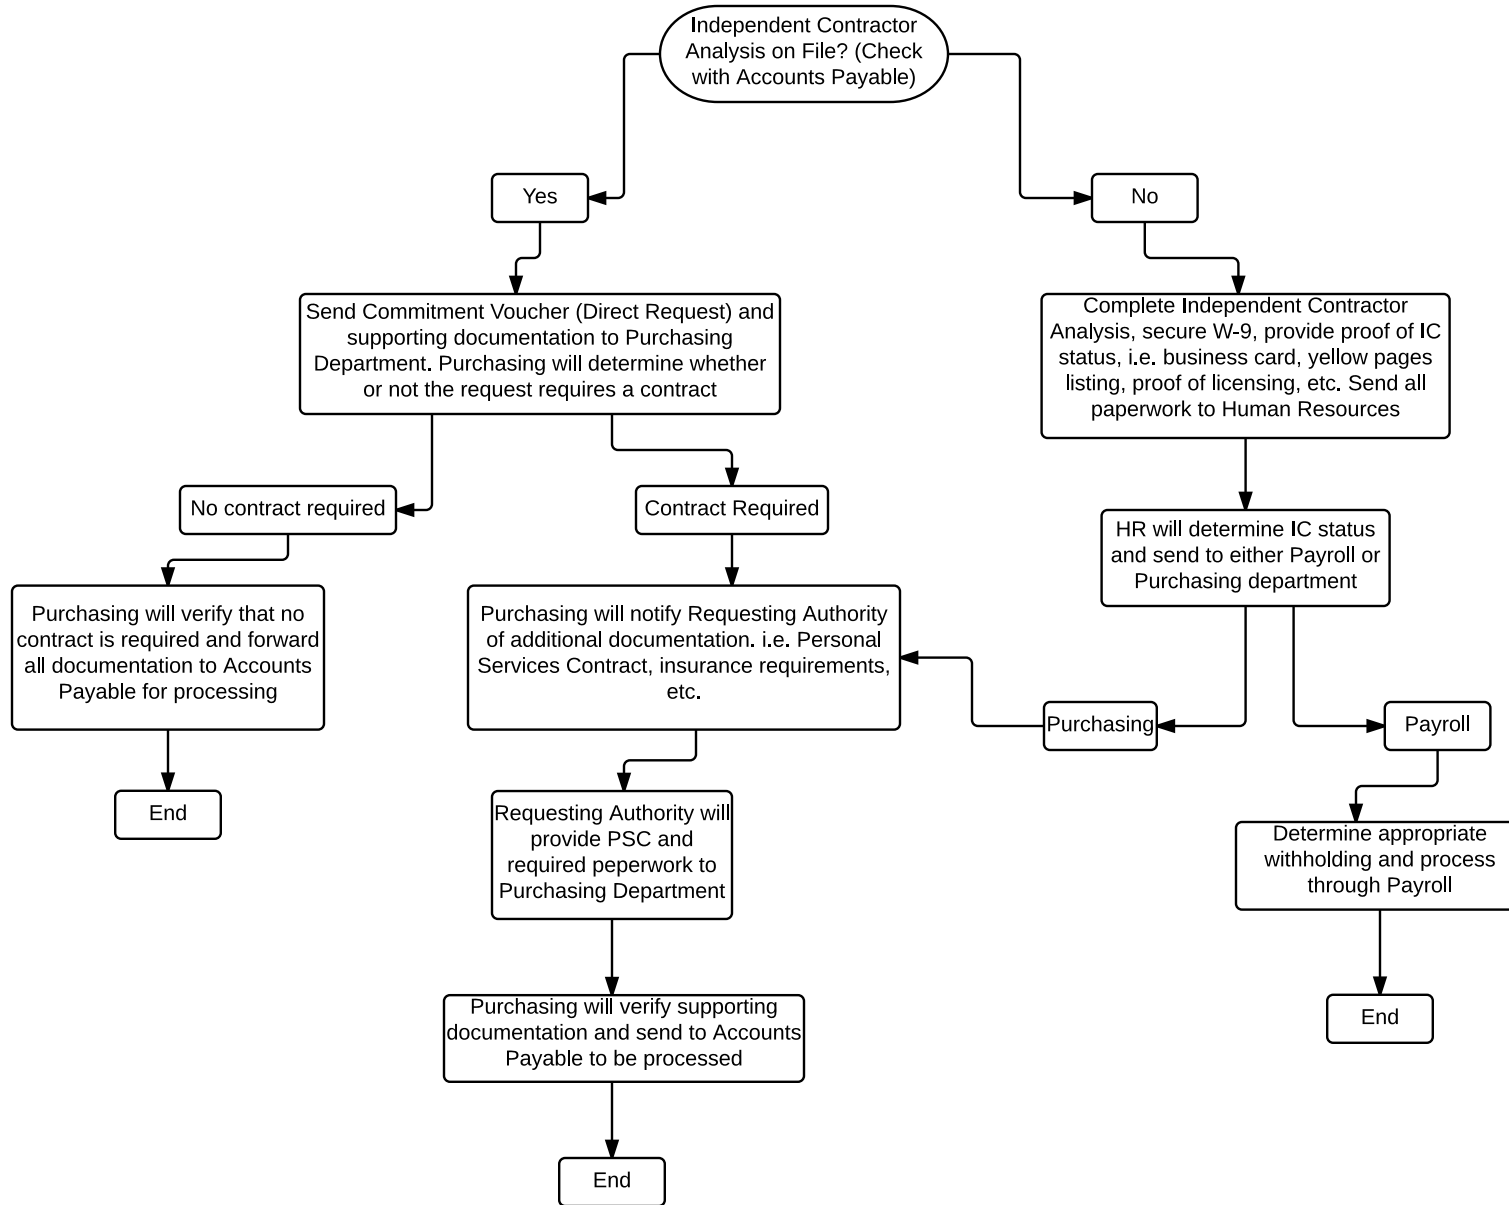 Independent Contractor
Analysis on File? (Check
with Accounts Payable)
Yes
No
Send Commitment Voucher (Direct Request) and
supporting documentation to Purchasing
Department. Purchasing will determine whether
or not the request requires a contract
Complete Independent Contractor
Analysis, secure W-9, provide proof of IC
status, i.e. business card, yellow pages
listing, proof of licensing, etc. Send all
paperwork to Human Resources
No contract required
Contract Required
HR will determine IC status
and send to either Payroll or
Purchasing department
Purchasing will verify that no
contract is required and forward
all documentation to Accounts
Payable for processing
Purchasing will notify Requesting Authority
of additional documentation. i.e. Personal
Services Contract, insurance requirements,
etc.
Purchasing
Payroll
End
Requesting Authority will
provide PSC and
required peperwork to
Purchasing Department
Determine appropriate
withholding and process
through Payroll
Purchasing will verify supporting
documentation and send to Accounts
Payable to be processed
End
End